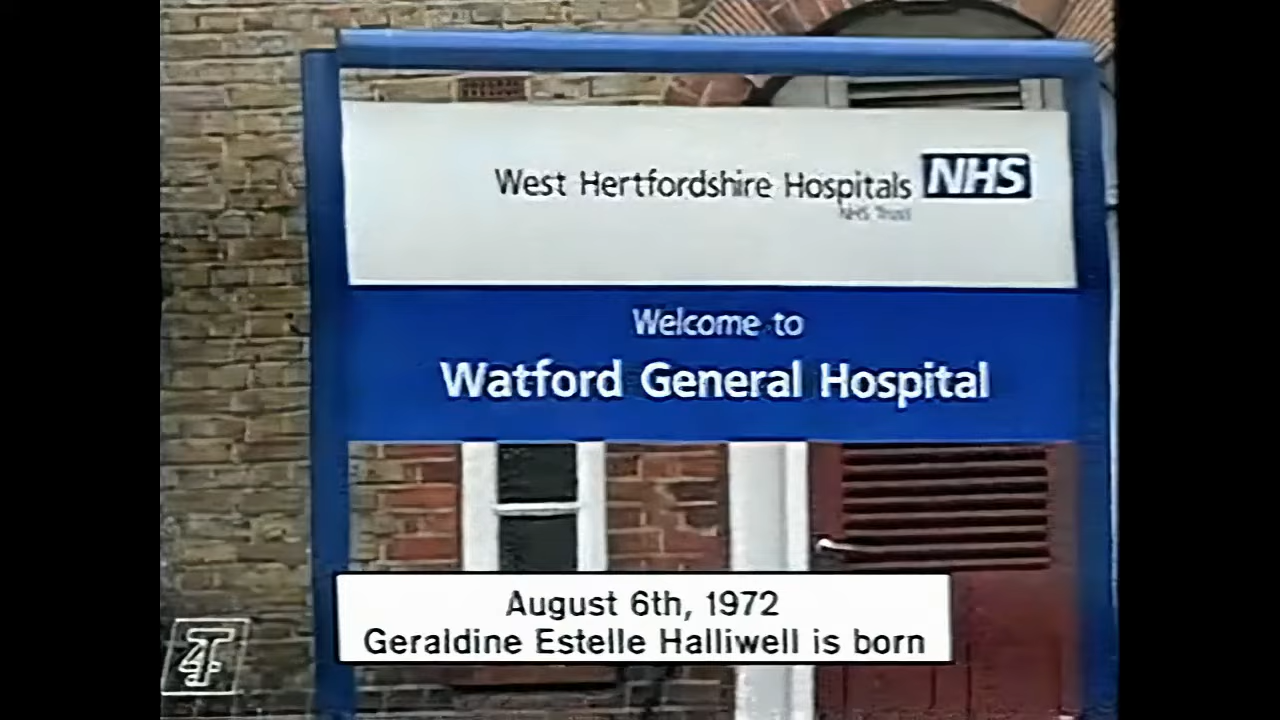 West Hertfordshire Hospitals NHS
NHS Trust
Welcome to
Watford General Hospital
August 6th, 1972
Geraldine Estelle Halliwell is born
T4